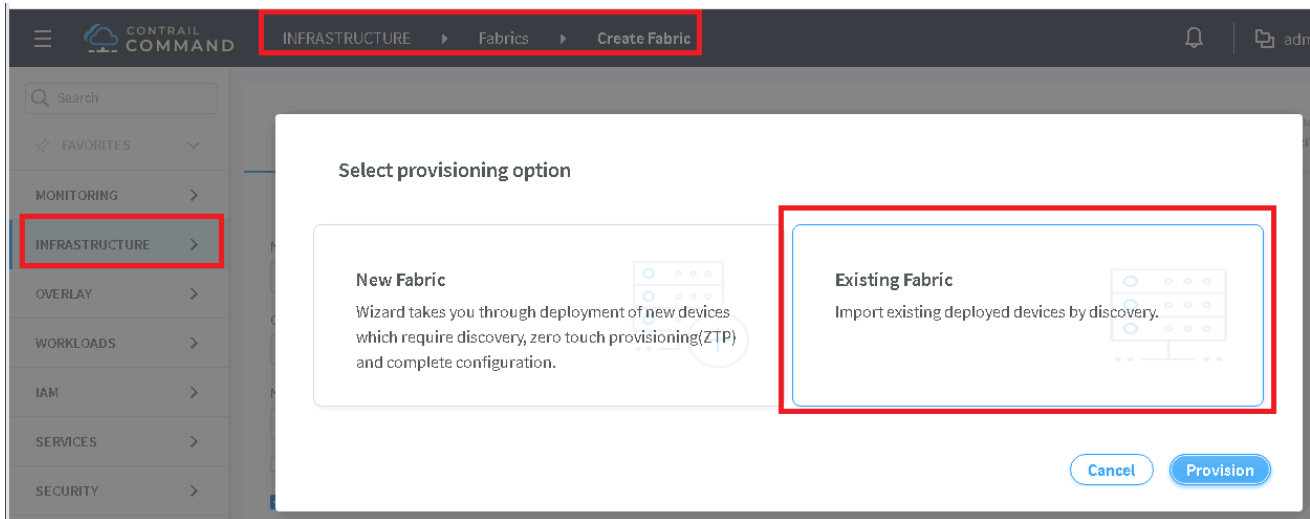 CONTRAIL
COMMAND
INFRASTRUCTURE Fabrics Create Fabric
adm
Search
FAVORITES
MONITORING
INFRASTRUCTURE
OVERLAY
WORKLOADS
IAM
SERVICES
SECURITY
Select provisioning option
New Fabric
Wizard takes you through deployment of new devices
which require discovery, zero touch provisioning(ZTP)
and complete configuration.
Existing Fabric
Import existing deployed devices by discovery.
Cancel Provision